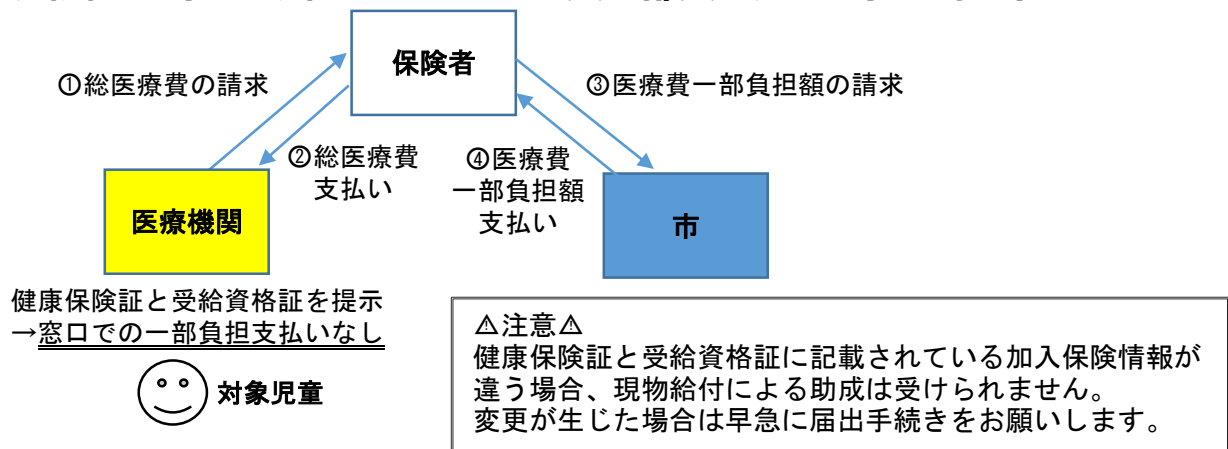 保険者
①総医療費の請求
③医療費一部負担額の請求
②総医療費
支払い
④医療費
一部負担額
支払い
医療機関
市
健康保険証と受給資格証を提示
→窓口での一部負担支払いなし
対象児童
⚠注意⚠
健康保険証と受給資格証に記載されている加入保険情報が
違う場合、現物給付による助成は受けられません。
変更が生じた場合は早急に届出手続きをお願いします。